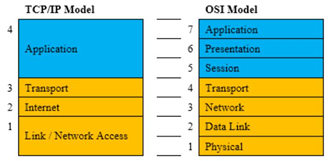 TCP/IP Model
4
Application
3
Transport
2
Internet
1
Link / Network Access
OSI Model
7
Application
6
Presentation
5
Session
4
Transport
3
Network
2
Data Link
1
Physical